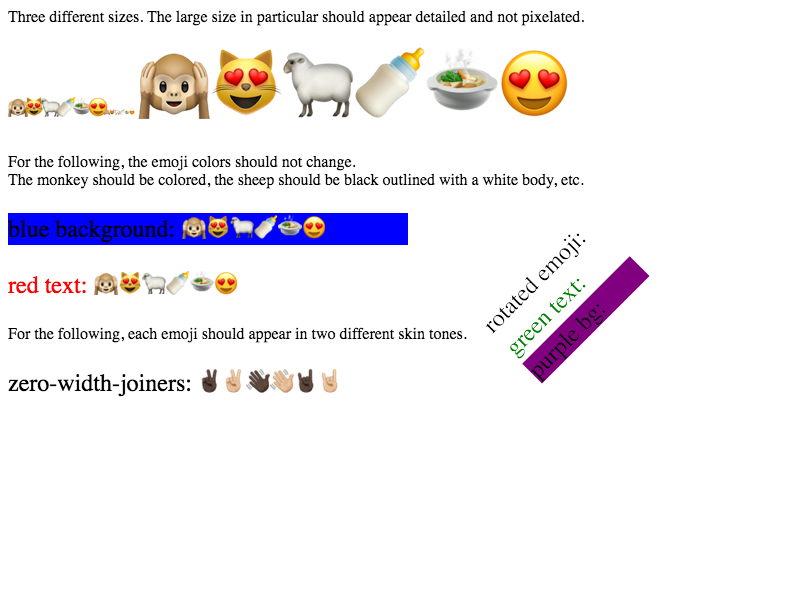 Three different sizes. The large size in particular should appear detailed and not pixelated.
🙉😻🐑🍼🍲😍🙉😻🐑🍼🍲😍🙉😻🐑🍼🍲😍
For the following, the emoji colors should not change.
The monkey should be colored, the sheep should be black outlined with a white body, etc.
blue background: 🙉😻🐑🍼🍲😍
red text: 🙉😻🐑🍼🍲😍
rotated emoji:
green text:
purple bg:
For the following, each emoji should appear in two different skin tones.
zero-width-joiners: ✌🏿✌🏼👋🏿👋🏼🤘🏿🤘🏼